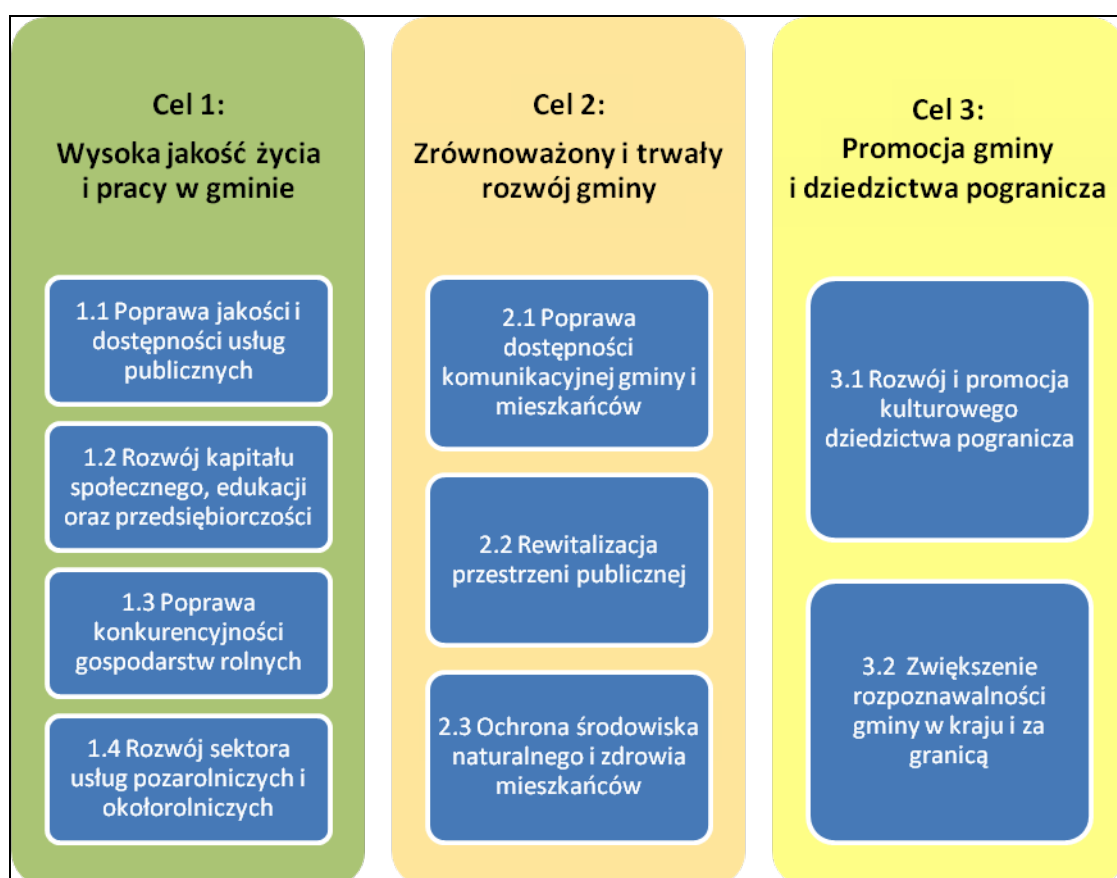 Cel 1:
Wysoka jakość życia
i pracy w gminie
1.1 Poprawa jakości i
dostępności usług
publicznych
1.2 Rozwój kapitału
społecznego, edukacji
oraz przedsiębiorczości
1.3 Poprawa
konkurencyjności
gospodarstw rolnych
1.4 Rozwój sektora
usług pozarolniczych i
okołorolniczych
Cel 2:
Zrównoważony i trwały
rozwój gminy
2.1 Poprawa
dostępności
komunikacyjnej gminy i
mieszkańców
2.2 Rewitalizacja
przestrzeni publicznej
2.3 Ochrona środowiska
naturalnego i zdrowia
mieszkańców
Cel 3:
Promocja gminy
i dziedzictwa pogranicza
3.1 Rozwój i promocja
kulturowego
dziedzictwa pogranicza
3.2 Zwiększenie
rozpoznawalności
gminy w kraju i za
granicą